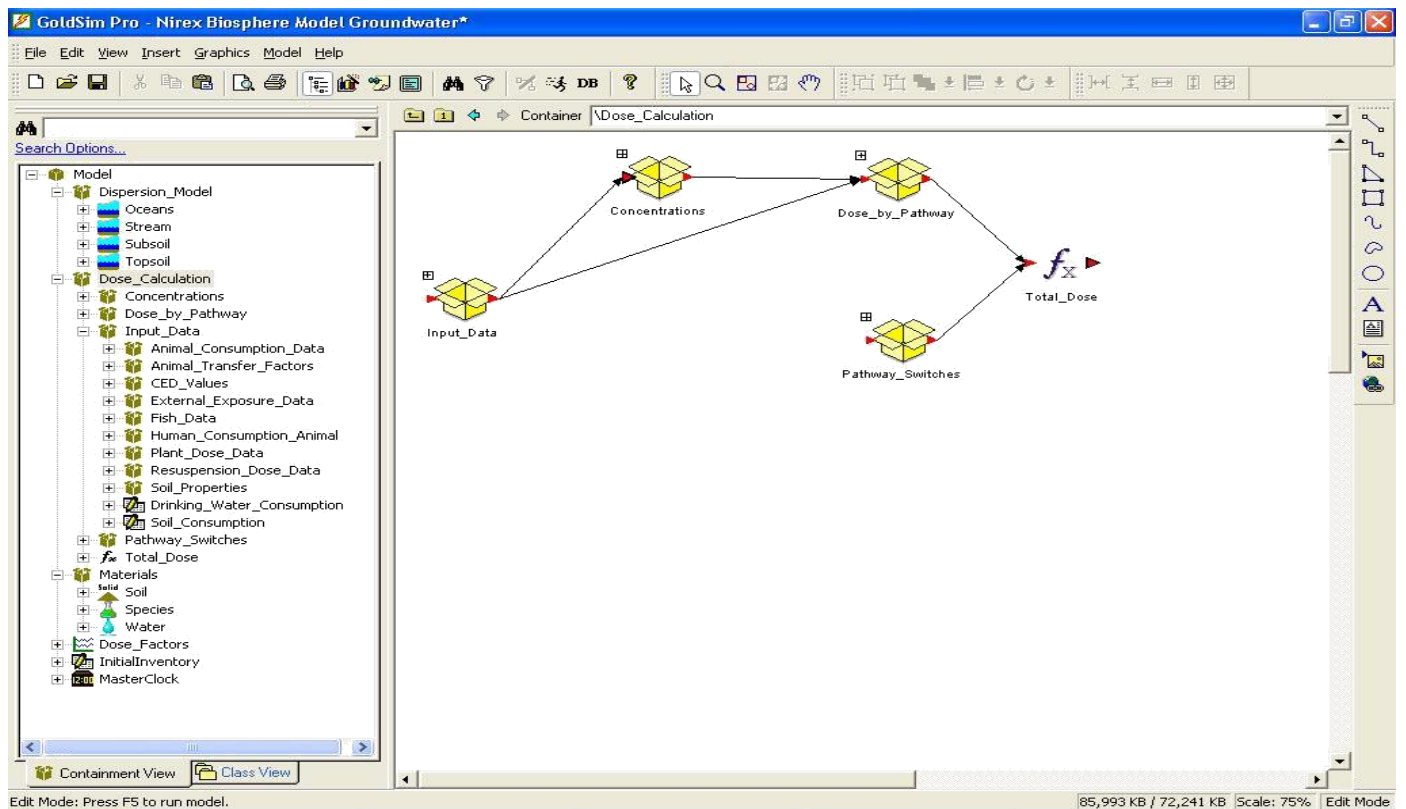 GoldSim Pro - Nirex Biosphere Model Groundwater*
File Edit View Insert Graphics Model Help
DB
Container \Dose_Calculation
Search Options...
Model
Dispersion_Model
Oceans
Stream
Subsoil
Topsoil
Dose_Calculation
Concentrations
Dose_by_Pathway
Input_Data
Animal_Consumption_Data
Animal_Transfer_Factors
CED_Values
External_Exposure_Data
Fish_Data
Human_Consumption_Animal
Plant_Dose_Data
Resuspension_Dose_Data
Soil_Properties
Drinking_Water_Consumption
Soil_Consumption
Pathway_Switches
fx Total_Dose
Materials
Solid Soil
Species
Water
Dose_Factors
InitialInventory
12:00 MasterClock
Containment View Class View
Concentrations
Dose_by_Pathway
fx
Total_Dose
Input_Data
Pathway_Switches
A
Edit Mode: Press F5 to run model.
85,993 KB / 72,241 KB Scale: 75% Edit Mode